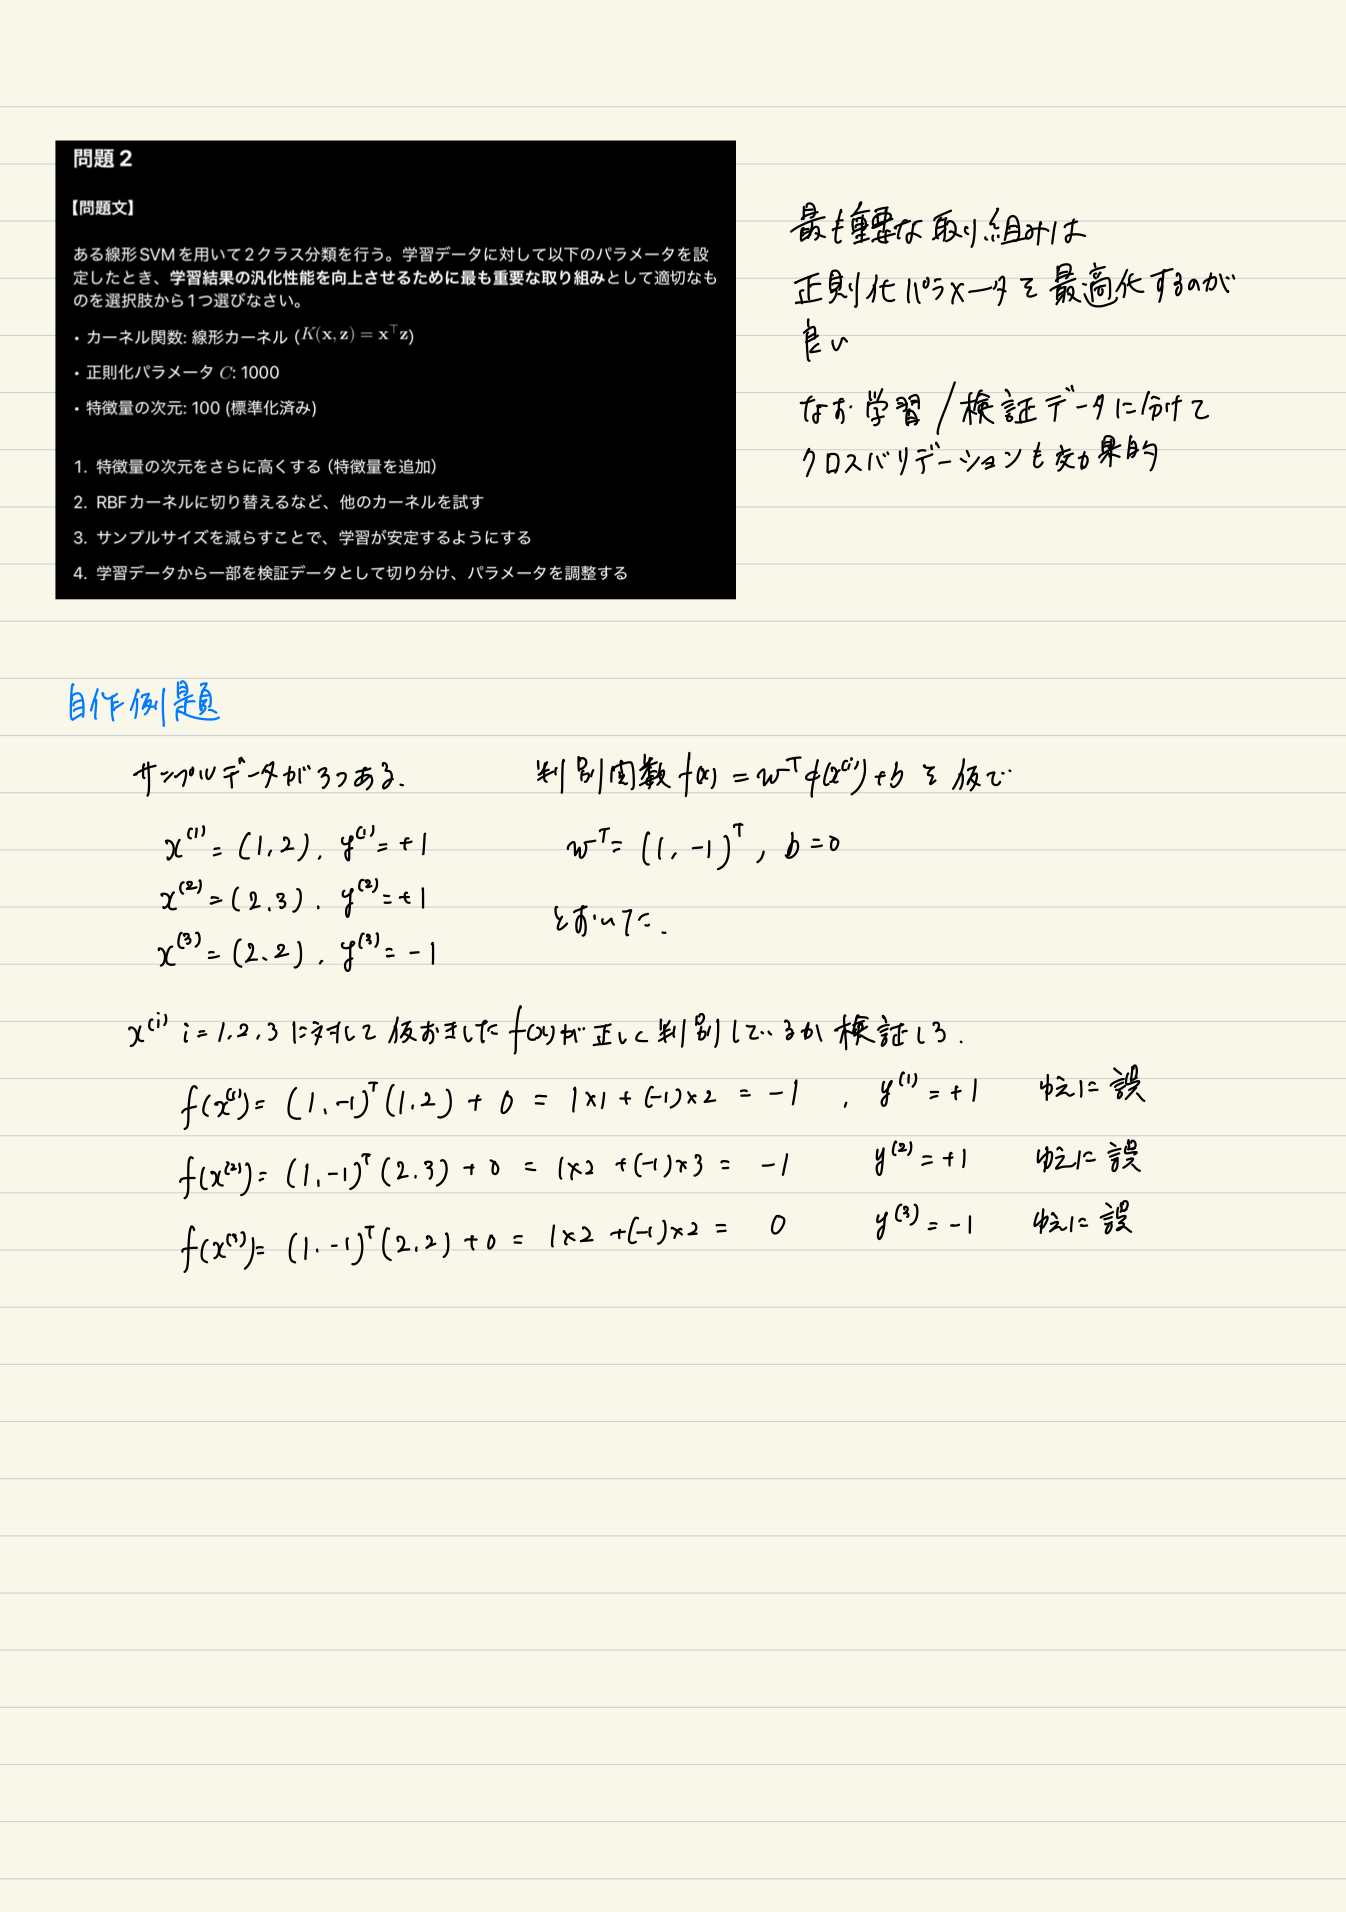 問題 2
【問題文】
ある線形SVMを用いて2クラス分類を行う。学習データに対して以下のパラメータを設
定したとき、学習結果の汎化性能を向上させるために最も重要な取り組みとして適切なも
のを選択肢から1つ選びなさい。
• カーネル関数: 線形カーネル (K(x, z) = x⊤z)
• 正則化パラメータ C: 1000
• 特徴量の次元: 100 (標準化済み)
1. 特徴量の次元をさらに高くする (特徴量を追加)
2. RBFカーネルに切り替えるなど、他のカーネルを試す
3. サンプルサイズを減らすことで、学習が安定するようにする
4. 学習データから一部を検証データとして切り分け、パラメータを調整する
最も重要な取り組みは
正則化パラメータを最適化するのが
良い
なお学習/検証データに分けて
クロスバリデーションも効果的
自作例題
サンプルデータが3つある.
x⁽¹⁾ = (1, 2). y⁽¹⁾ = +1
x⁽²⁾ = (2. 3). y⁽²⁾ = +1
x⁽³⁾ = (2. 2). y⁽³⁾ = -1
判別関数 f(x) = wᵀφ(x⁽ⁱ⁾) + b を仮で
wᵀ = (1, -1)ᵀ, b = 0
とおいてた.
x⁽ⁱ⁾ i = 1. 2. 3 に対して 仮おきした f(x)が正しく判別しているか検証しろ.
f(x⁽¹⁾) = (1, -1)ᵀ(1. 2) + 0 = 1×1 + (-1)×2 = -1 , y⁽¹⁾ = +1 ゆえに 誤
f(x⁽²⁾) = (1, -1)ᵀ(2. 3) + 0 = 1×2 + (-1)×3 = -1 y⁽²⁾ = +1 ゆえに 誤
f(x⁽³⁾) = (1. -1)ᵀ(2. 2) + 0 = 1×2 + (-1)×2 = 0 y⁽³⁾ = -1 ゆえに 誤